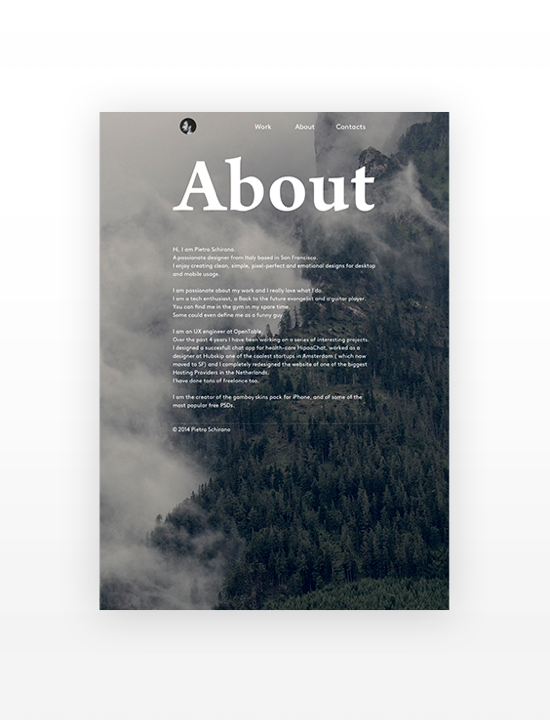 Work About Contacts
About
Hi, I am Pietro Schirano.
A passionate designer from Italy based in San Francisco.
I enjoy creating clean, simple, pixel-perfect and emotional designs for desktop
and mobile usage.
I am passionate about my work and I really love what I do.
I am a tech enthusiast, a Back to the future evangelist and a guitar player.
You can find me in the gym in my spare time.
Some could even define me as a funny guy.
I am an UX engineer at OpenTable.
Over the past 4 years I have been working on a series of interesting projects.
I designed a succesfull chat app for health-care HippoChat, worked as a
designer at Hubskip one of the coolest startups in Amsterdam ( which now
moved to SF) and I completely redesigned the website of one of the biggest
Hosting Providers in the Netherlands.
I have done tons of freelance too.
I am the creator of the gamboy skins pack for iPhone, and of some of the
most popular free PSDs.
© 2014 Pietro Schirano